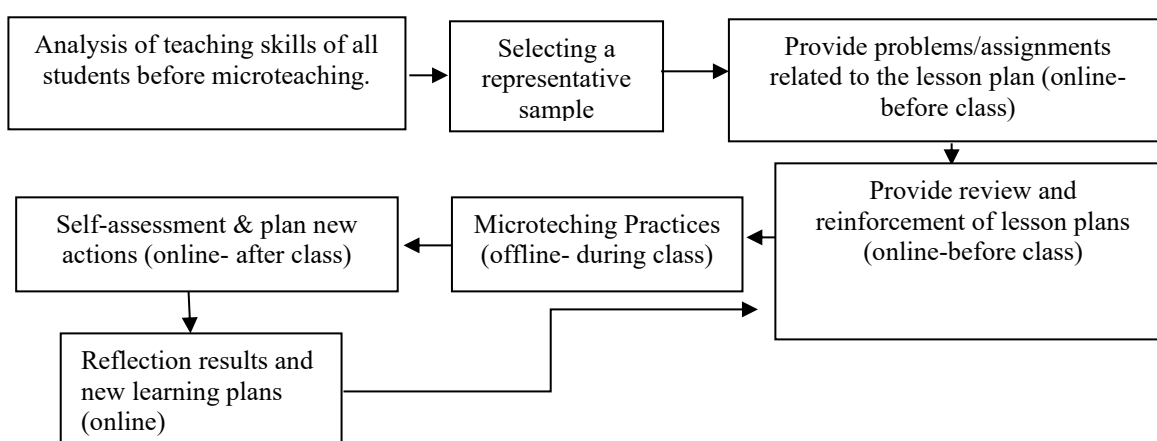 Analysis of teaching skills of all
students before microteaching.
Selecting a
representative
sample
Provide problems/assignments
related to the lesson plan (online-
before class)
Provide review and
reinforcement of lesson plans
(online-before class)
Microteching Practices
(offline- during class)
Self-assessment & plan new
actions (online- after class)
Reflection results and
new learning plans
(online)